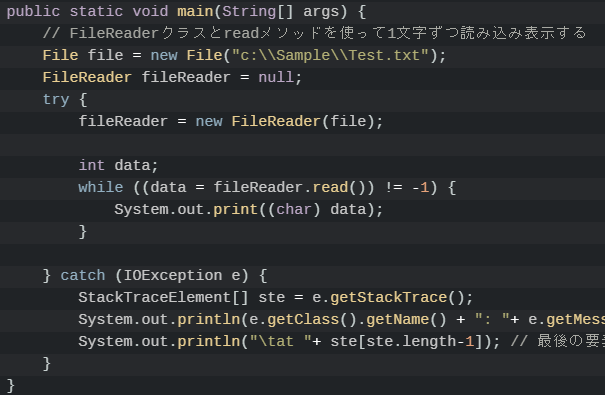 public static void main(String[] args) {
// FileReaderクラスとreadメソッドを使って1文字ずつ読み込み表示する
File file = new File("c:\\Sample\\Test.txt");
FileReader fileReader = null;
try {
fileReader = new FileReader(file);
int data;
while ((data = fileReader.read()) != -1) {
System.out.print((char) data);
}
} catch (IOException e) {
StackTraceElement[] ste = e.getStackTrace();
System.out.println(e.getClass().getName() + ": "+ e.getMess
System.out.println("\tat "+ ste[ste.length-1]); // 最後の要
}
}